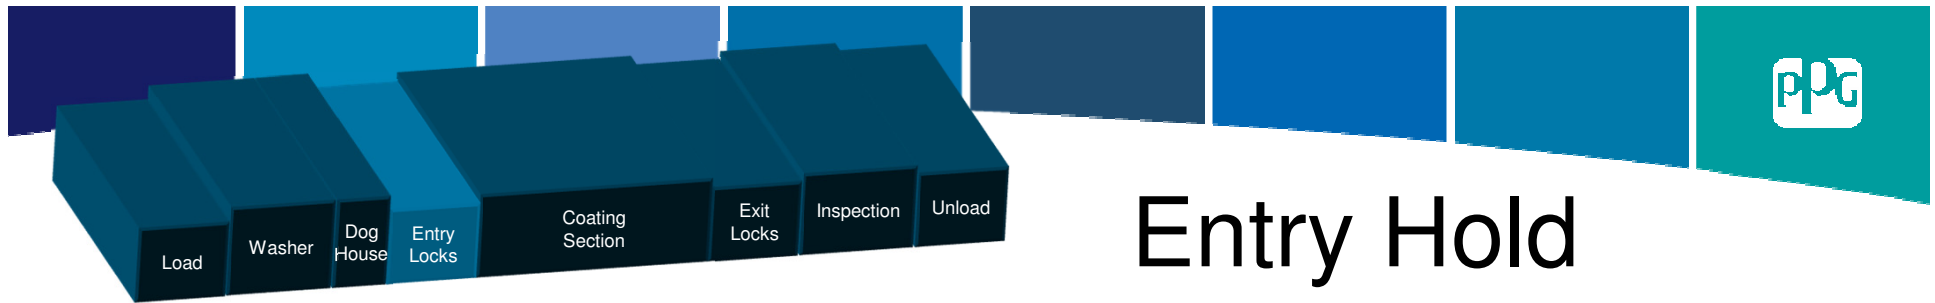 ppg
Load
Washer
Dog
House
Entry
Locks
Coating
Section
Exit
Locks
Inspection
Unload
Entry Hold